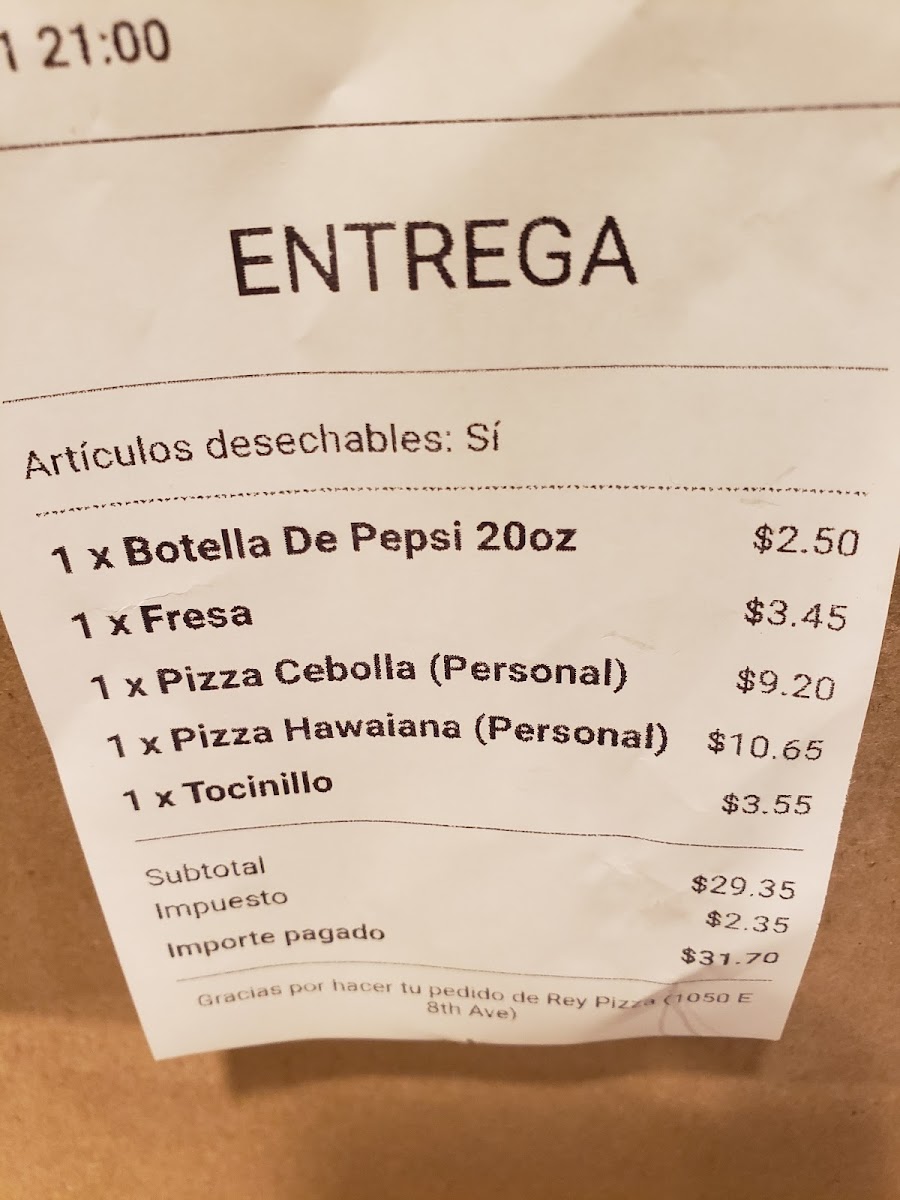 1 21:00
ENTREGA
Artículos desechables: Sí
1 x Botella De Pepsi 20oz $2.50
1 x Fresa $3.45
1 x Pizza Cebolla (Personal) $9.20
1 x Pizza Hawaiana (Personal) $10.65
1 x Tocinillo $3.55
Subtotal $29.35
Impuesto $2.35
Importe pagado $31.70
Gracias por hacer tu pedido de Rey Pizza (1050 E
8th Ave)